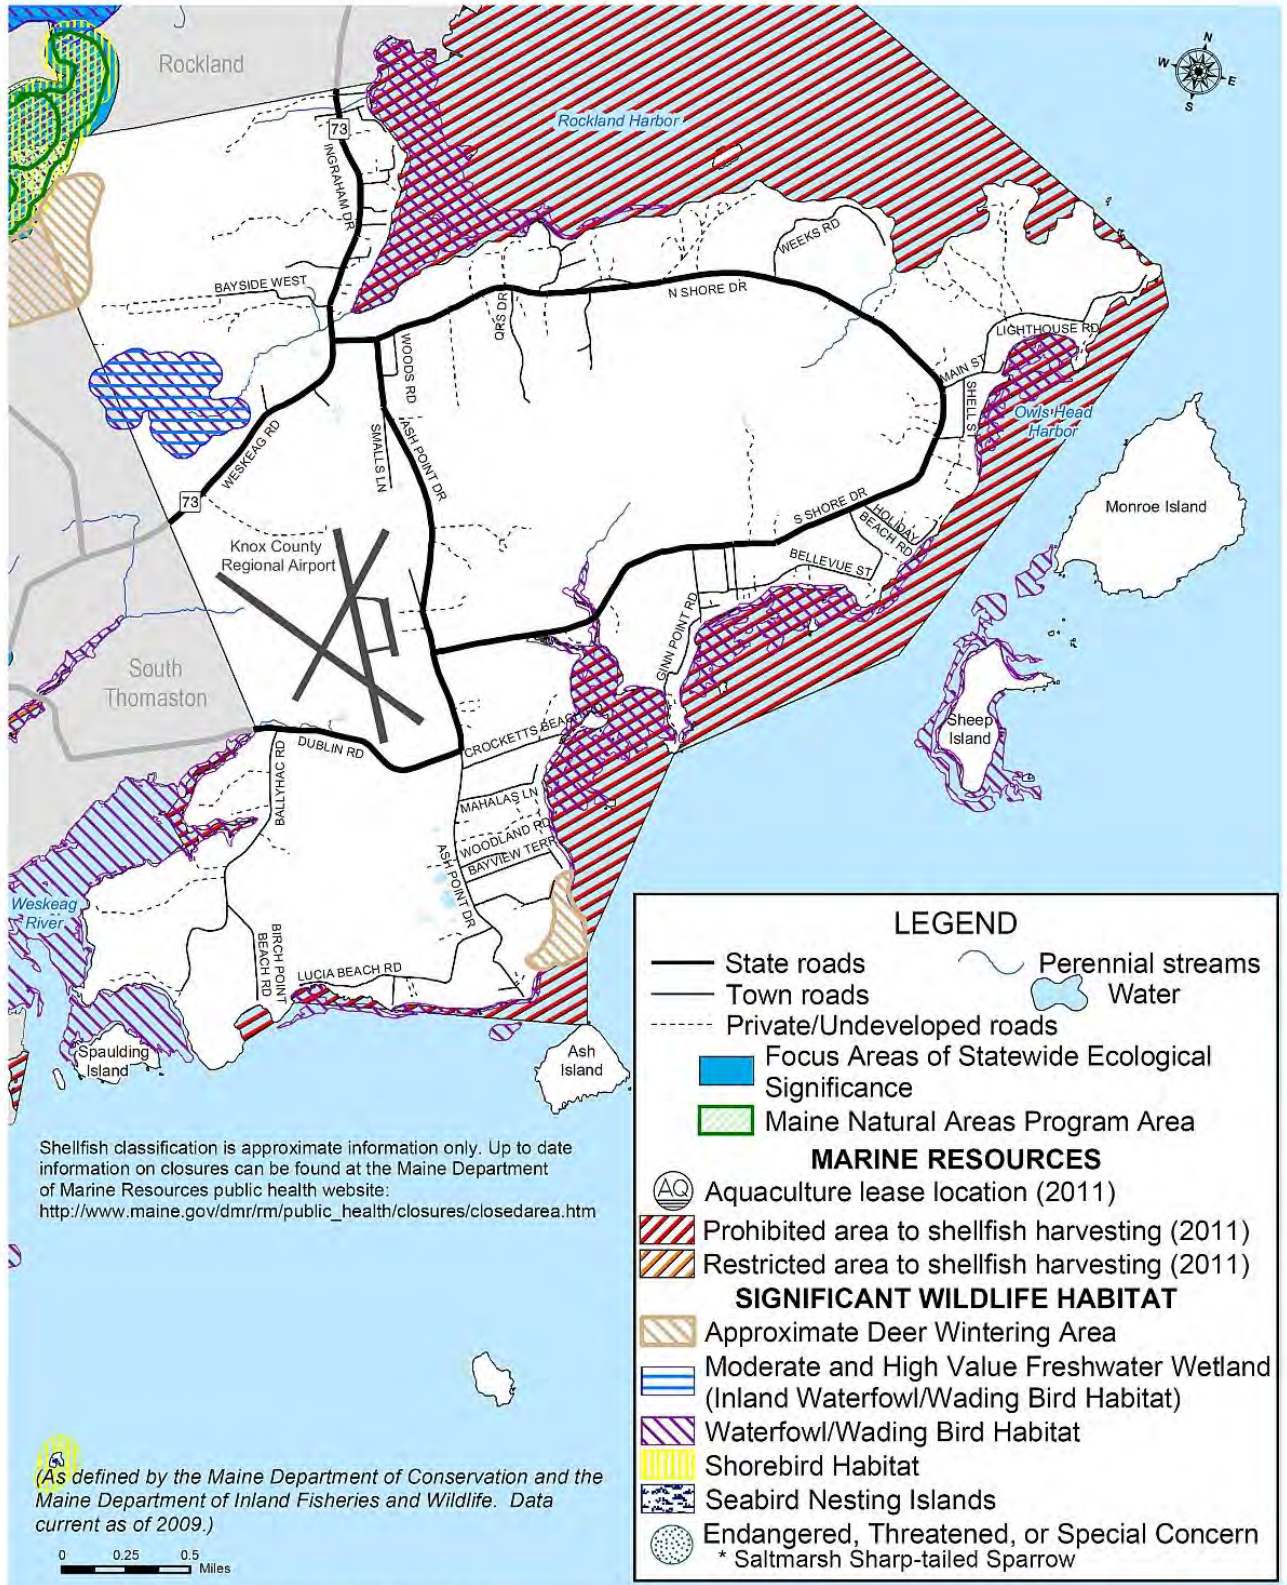 Rockland
N
W
E
S
Rockland Harbor
73
INGRAHAM DR
WEEKS RD
BAYSIDE WEST
N SHORE DR
QRS DR
LIGHTHOUSE RD
WOODS RD
MAIN ST
SHELL ST
Owls Head
Harbor
ASH POINT DR
SMALLS LN
WESKEAG RD
73
Monroe Island
S SHORE DR
HOLIDAY
BEACH RD
Knox County
Regional Airport
BELLEVUE ST
GINN POINT RD
South
Thomaston
CROCKETTS BEACH RD
Sheep
Island
DUBLIN RD
BALLYHAC RD
MAHALAS LN
WOODLAND RD
BAYVIEW TERR
ASH POINT DR
Weskeag
River
BIRCH POINT
BEACH RD
LUCIA BEACH RD
Spaulding
Island
Ash
Island
Shellfish classification is approximate information only. Up to date
information on closures can be found at the Maine Department
of Marine Resources public health website:
http://www.maine.gov/dmr/rm/public_health/closures/closedarea.htm
(As defined by the Maine Department of Conservation and the
Maine Department of Inland Fisheries and Wildlife. Data
current as of 2009.)
0 0.25 0.5
Miles
LEGEND
State roads
Perennial streams
Town roads
Water
Private/Undeveloped roads
Focus Areas of Statewide Ecological
Significance
Maine Natural Areas Program Area
MARINE RESOURCES
AQ Aquaculture lease location (2011)
Prohibited area to shellfish harvesting (2011)
Restricted area to shellfish harvesting (2011)
SIGNIFICANT WILDLIFE HABITAT
Approximate Deer Wintering Area
Moderate and High Value Freshwater Wetland
(Inland Waterfowl/Wading Bird Habitat)
Waterfowl/Wading Bird Habitat
Shorebird Habitat
Seabird Nesting Islands
Endangered, Threatened, or Special Concern
* Saltmarsh Sharp-tailed Sparrow